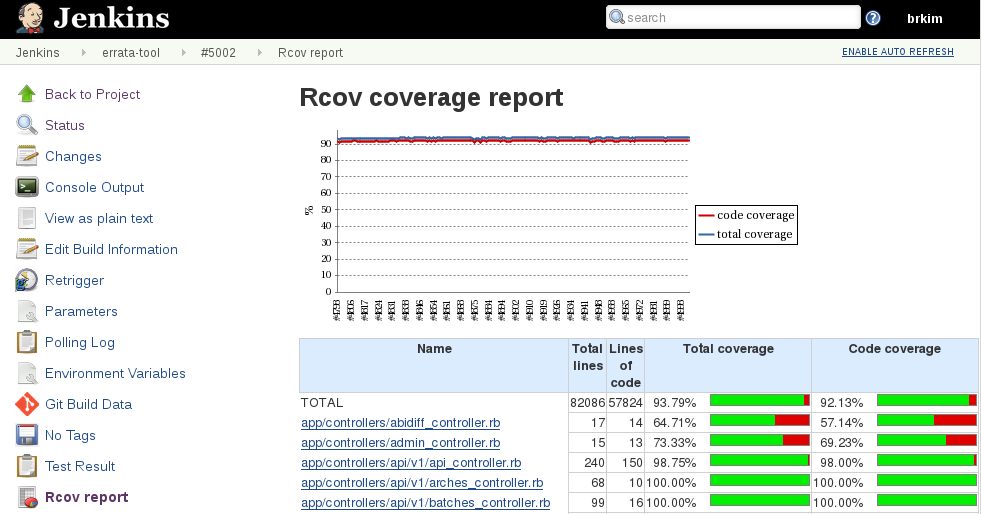 Jenkins
search
brkim
Jenkins errata-tool #5002 Rcov report
ENABLE AUTO REFRESH
Back to Project
Status
Changes
Console Output
View as plain text
Edit Build Information
Retrigger
Parameters
Polling Log
Environment Variables
Git Build Data
No Tags
Test Result
Rcov report
Rcov coverage report
%
90
80
70
60
50
40
30
20
10
0
code coverage
total coverage
Name Total lines Lines of code Total coverage Code coverage
TOTAL 82086 57824 93.79% 92.13%
app/controllers/abidiff_controller.rb 17 14 64.71% 57.14%
app/controllers/admin_controller.rb 15 13 73.33% 69.23%
app/controllers/api/v1/api_controller.rb 240 150 98.75% 98.00%
app/controllers/api/v1/arches_controller.rb 68 10 100.00% 100.00%
app/controllers/api/v1/batches_controller.rb 99 16 100.00% 100.00%